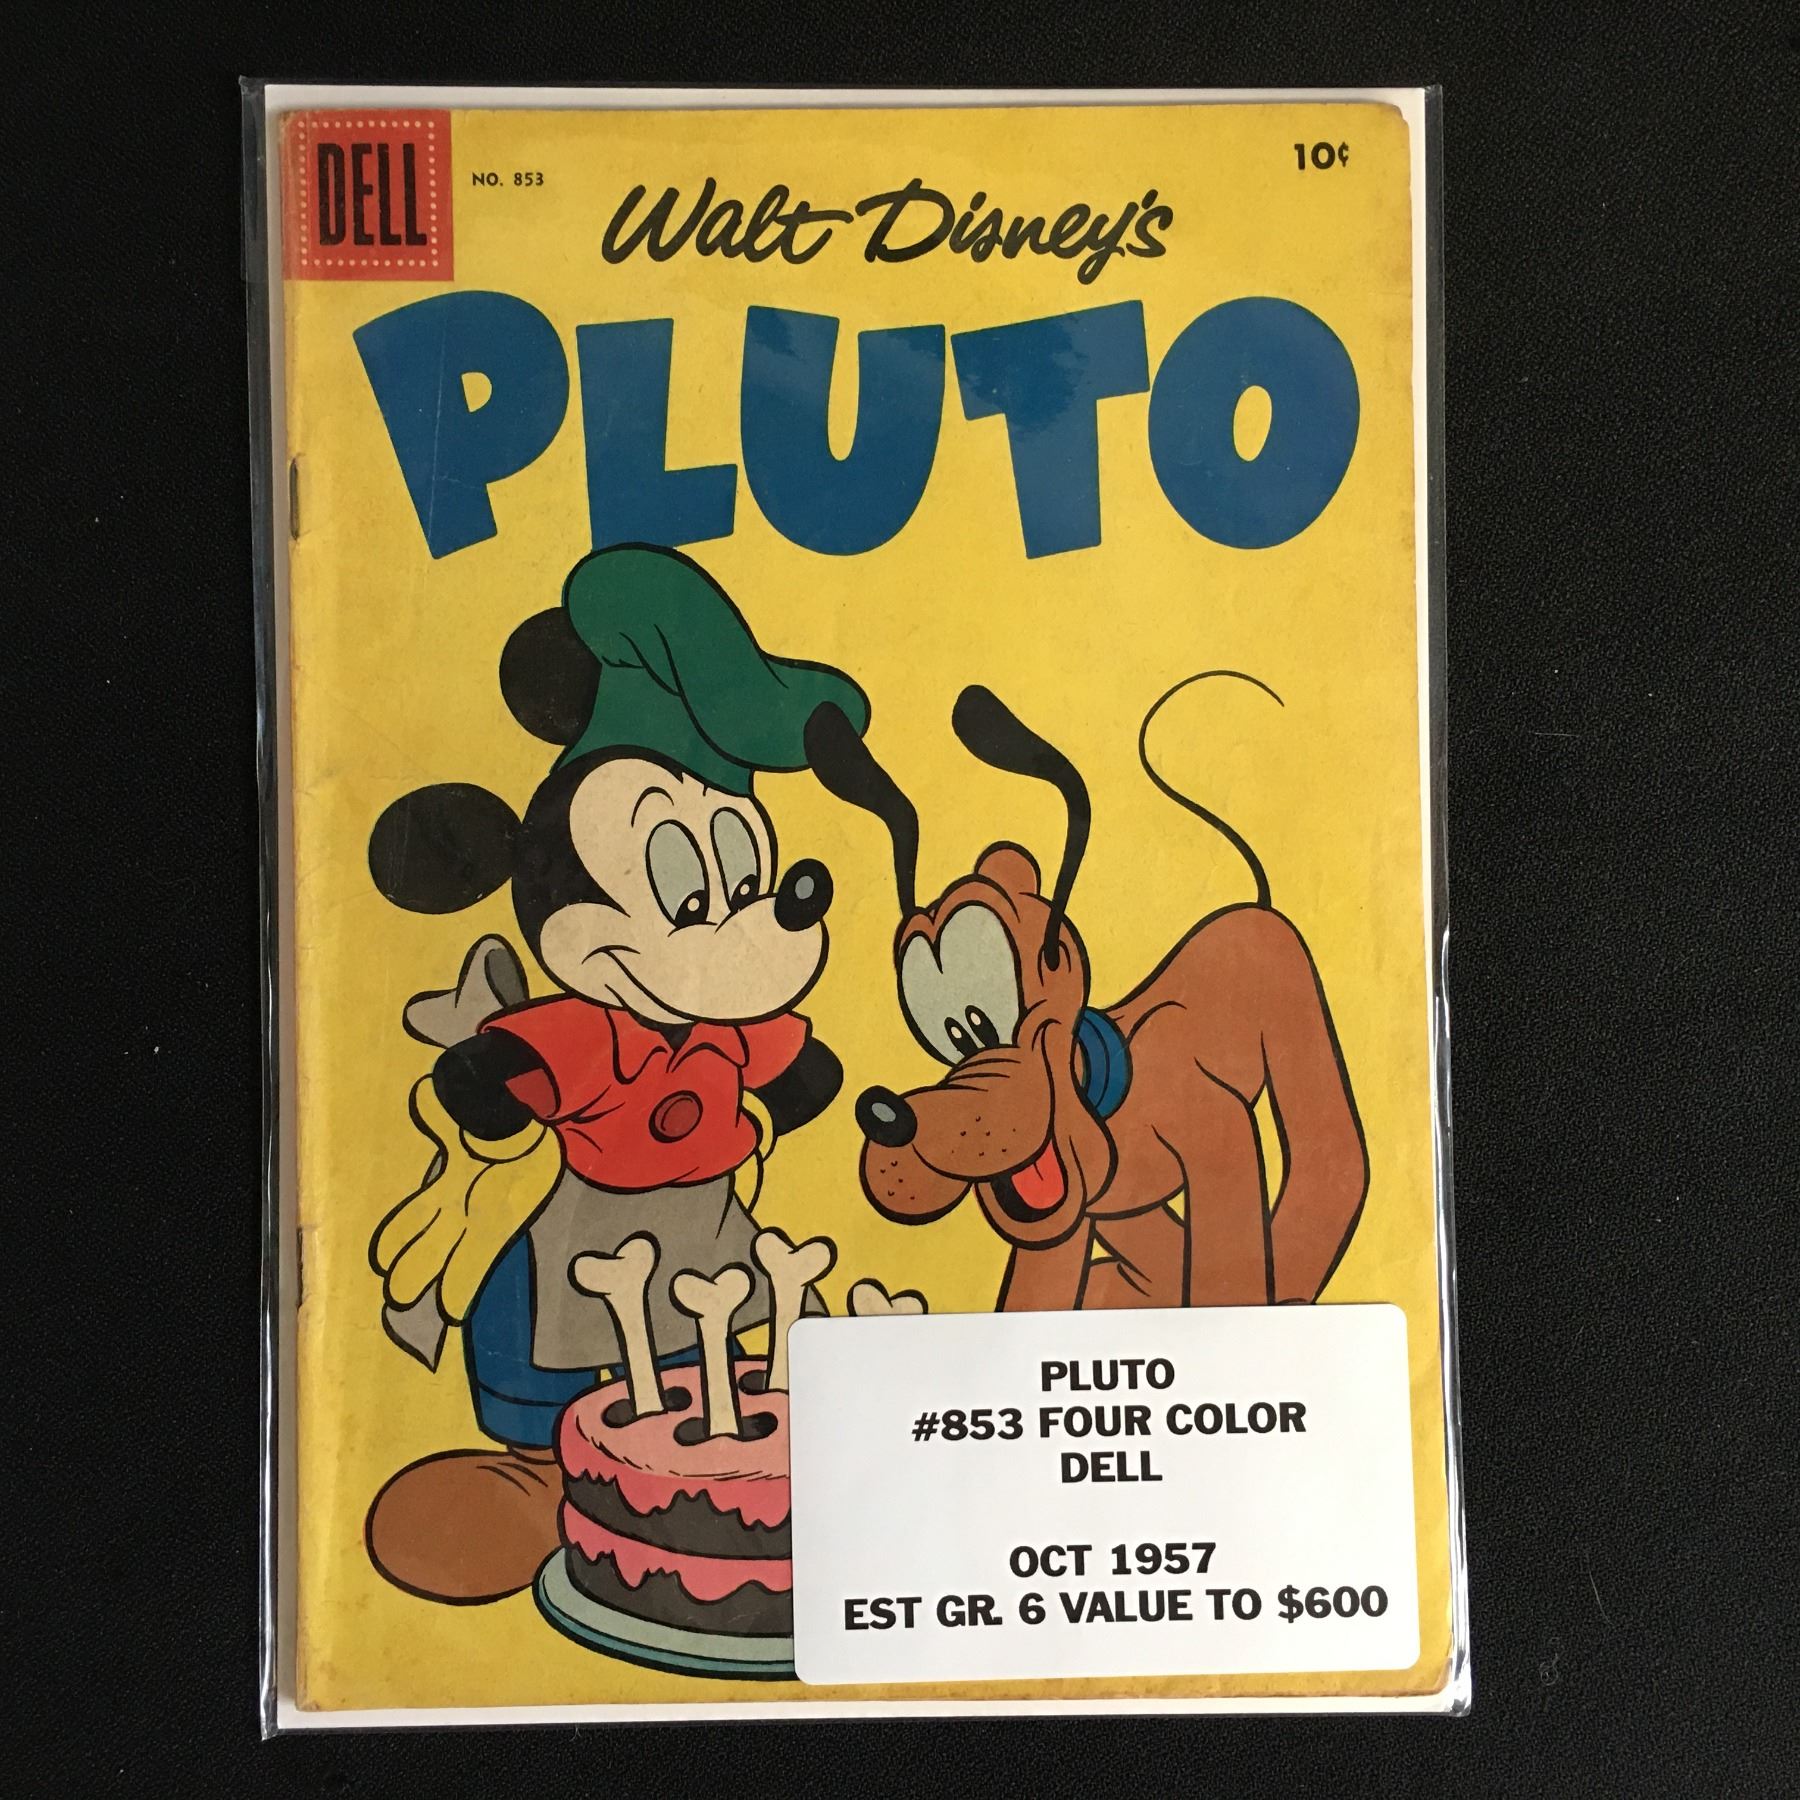 DELL
NO. 853
10¢
Walt Disney's
PLUTO
PLUTO
#853 FOUR COLOR
DELL
OCT 1957
EST GR. 6 VALUE TO $600